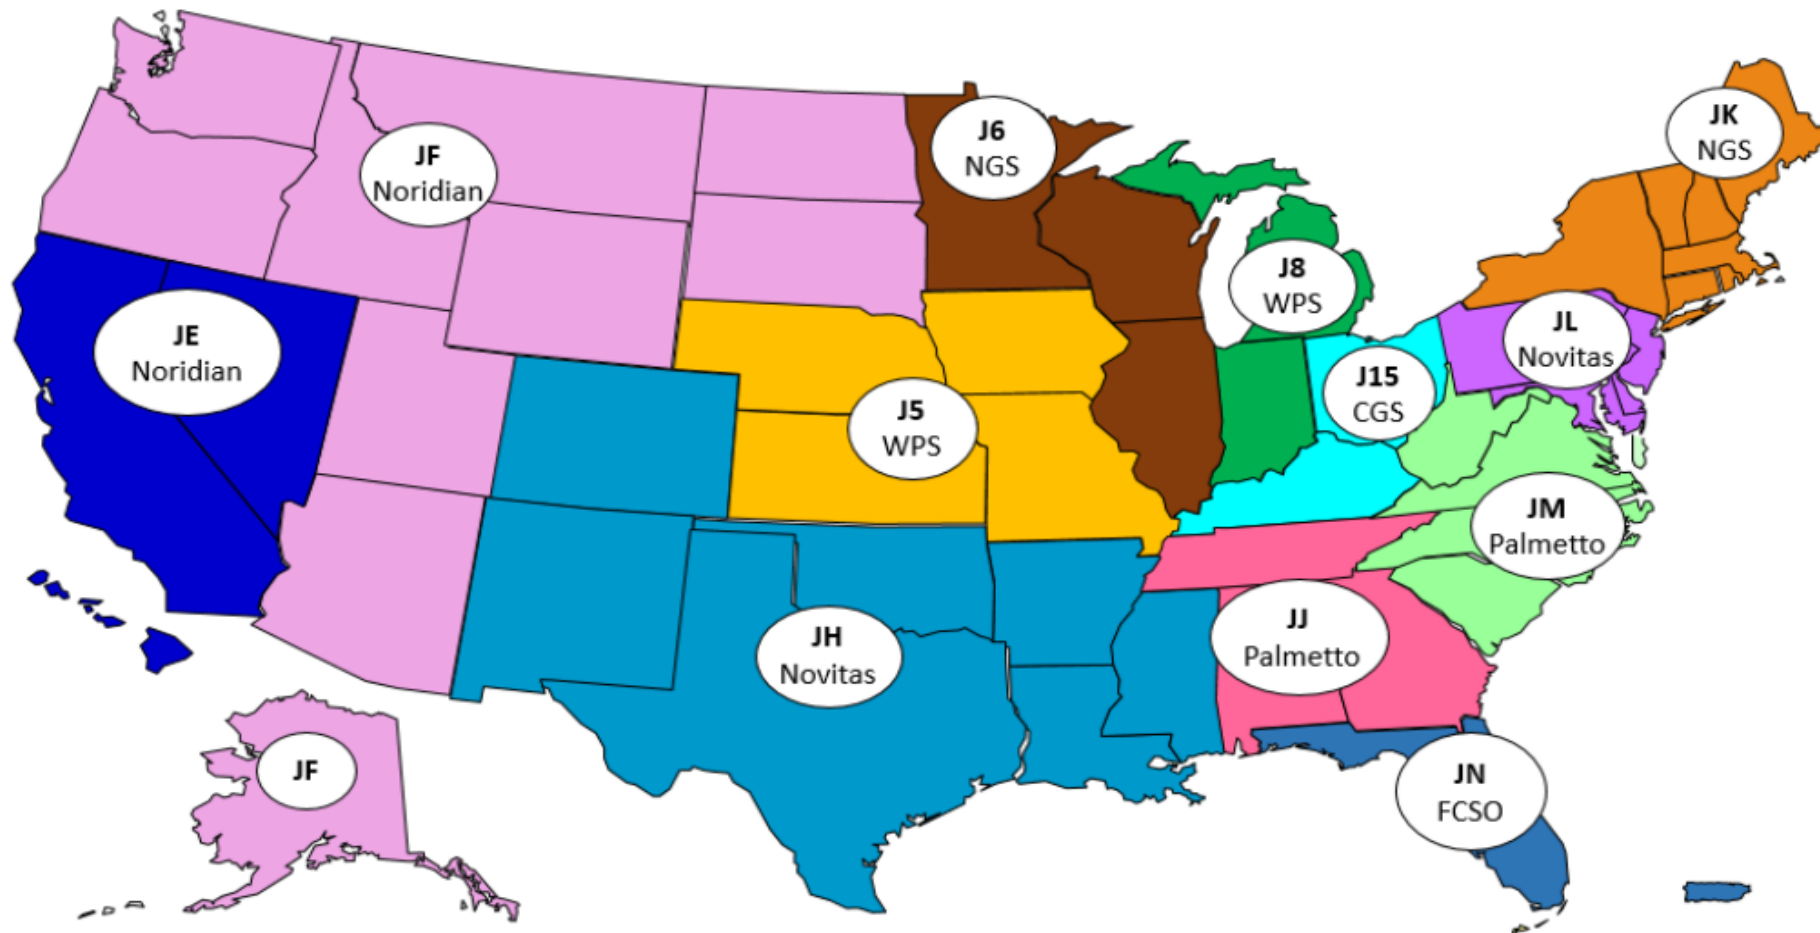 JF
Noridian
J6
NGS
JK
NGS
JE
Noridian
J8
WPS
JL
Novitas
J15
CGS
J5
WPS
JM
Palmetto
JH
Novitas
JJ
Palmetto
JF
JN
FCSO